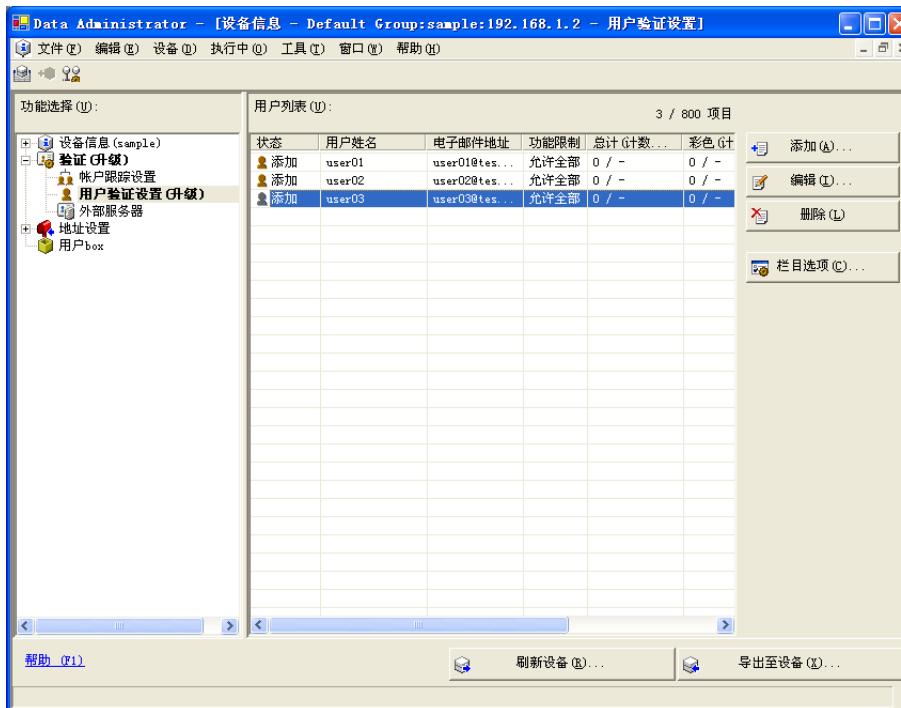 Data Administrator - [设备信息 - Default Group:sample:192.168.1.2 - 用户验证设置]
文件(F) 编辑(E) 设备(D) 执行中(O) 工具(T) 窗口(W) 帮助(H)
功能选择(U):
设备信息(sample)
验证(升级)
帐户跟踪设置
用户验证设置(升级)
外部服务器
地址设置
用户box
用户列表(U):
3 / 800 项目
状态 用户姓名 电子邮件地址 功能限制 总计(计数... 彩色(计
添加 user01 user01@tes... 允许全部 0 / - 0 / -
添加 user02 user02@tes... 允许全部 0 / - 0 / -
添加 user03 user03@tes... 允许全部 0 / - 0 / -
添加(A)...
编辑(I)...
删除(L)
栏目选项(C)...
帮助 (F1)
刷新设备(R)...
导出至设备(X)...